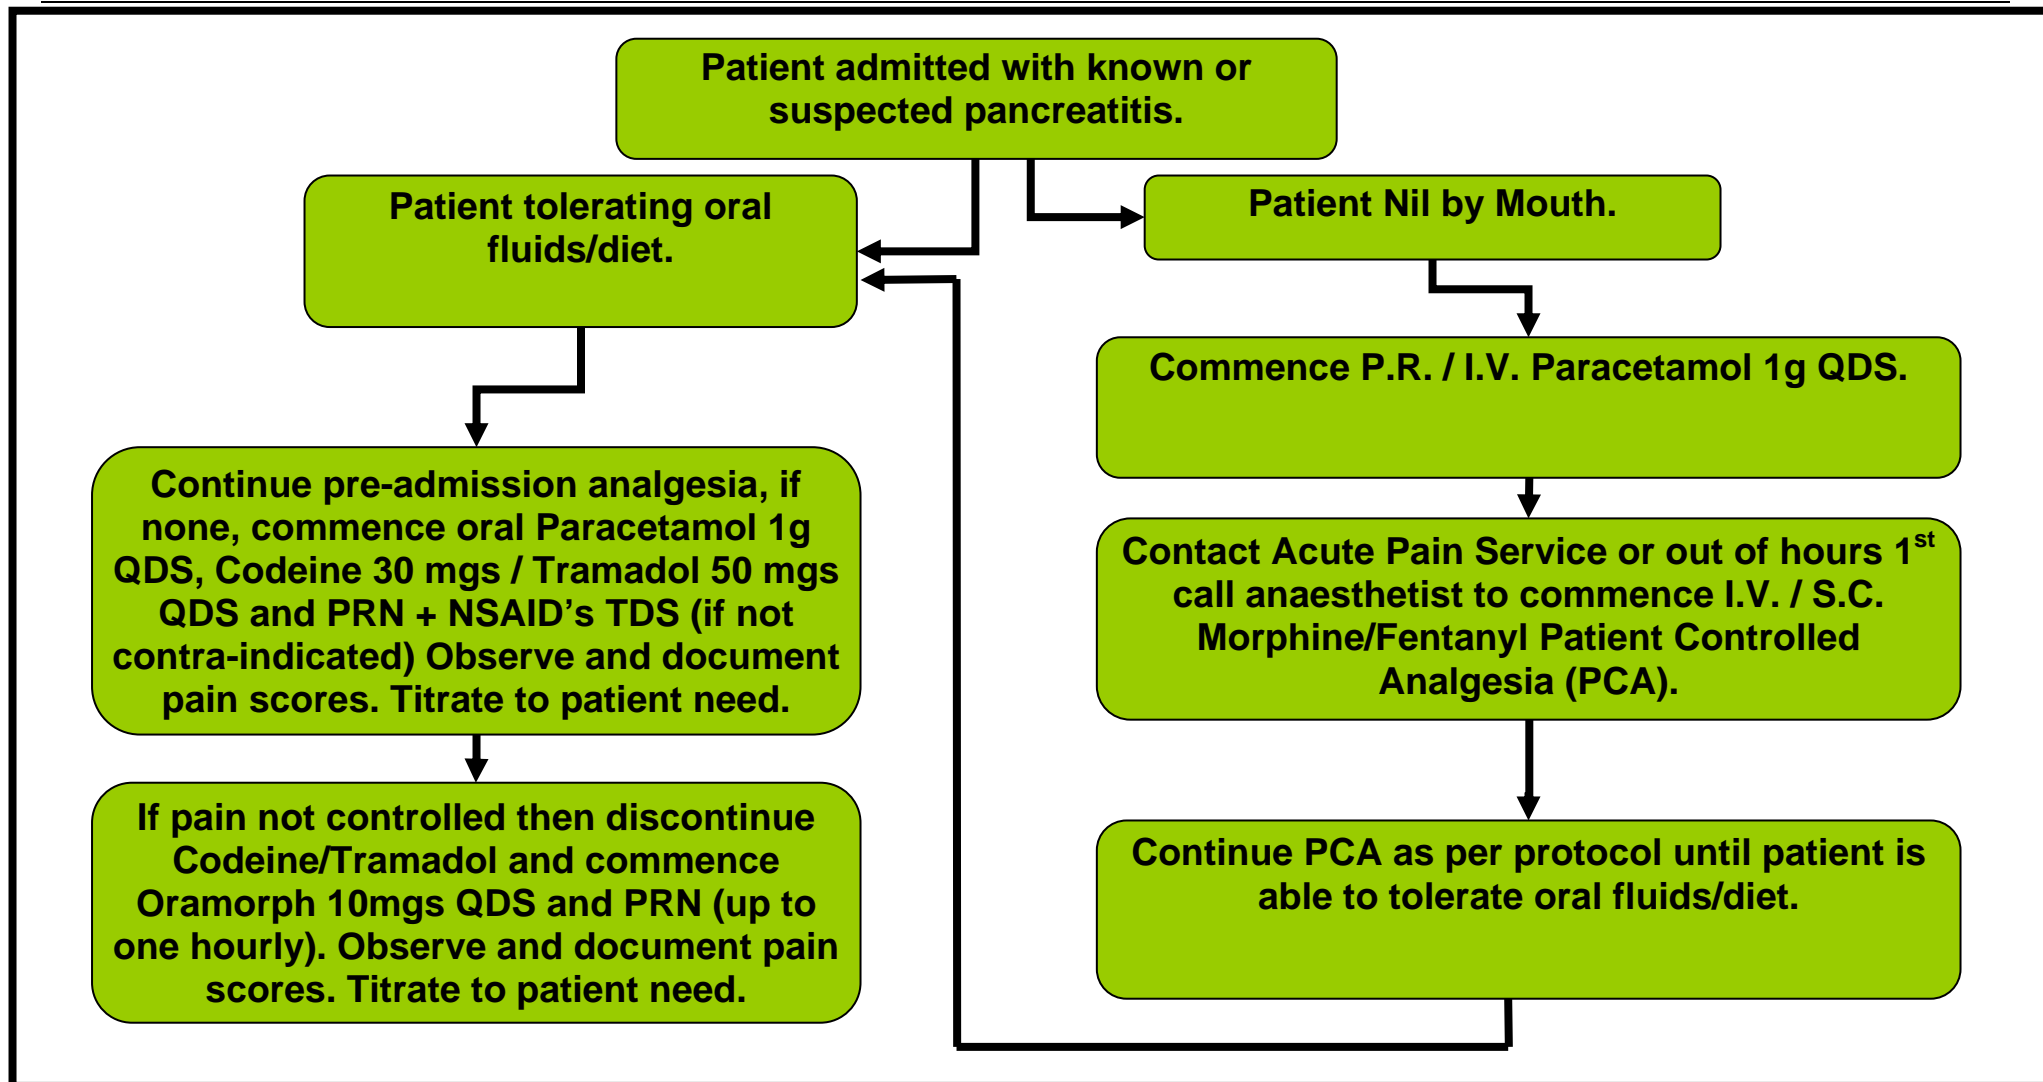 Patient admitted with known or
suspected pancreatitis.
Patient tolerating oral
fluids/diet.
Patient Nil by Mouth.
Commence P.R. / I.V. Paracetamol 1g QDS.
Continue pre-admission analgesia, if
none, commence oral Paracetamol 1g
QDS, Codeine 30 mgs / Tramadol 50 mgs
QDS and PRN + NSAID’s TDS (if not
contra-indicated) Observe and document
pain scores. Titrate to patient need.
Contact Acute Pain Service or out of hours 1st
call anaesthetist to commence I.V. / S.C.
Morphine/Fentanyl Patient Controlled
Analgesia (PCA).
If pain not controlled then discontinue
Codeine/Tramadol and commence
Oramorph 10mgs QDS and PRN (up to
one hourly). Observe and document pain
scores. Titrate to patient need.
Continue PCA as per protocol until patient is
able to tolerate oral fluids/diet.